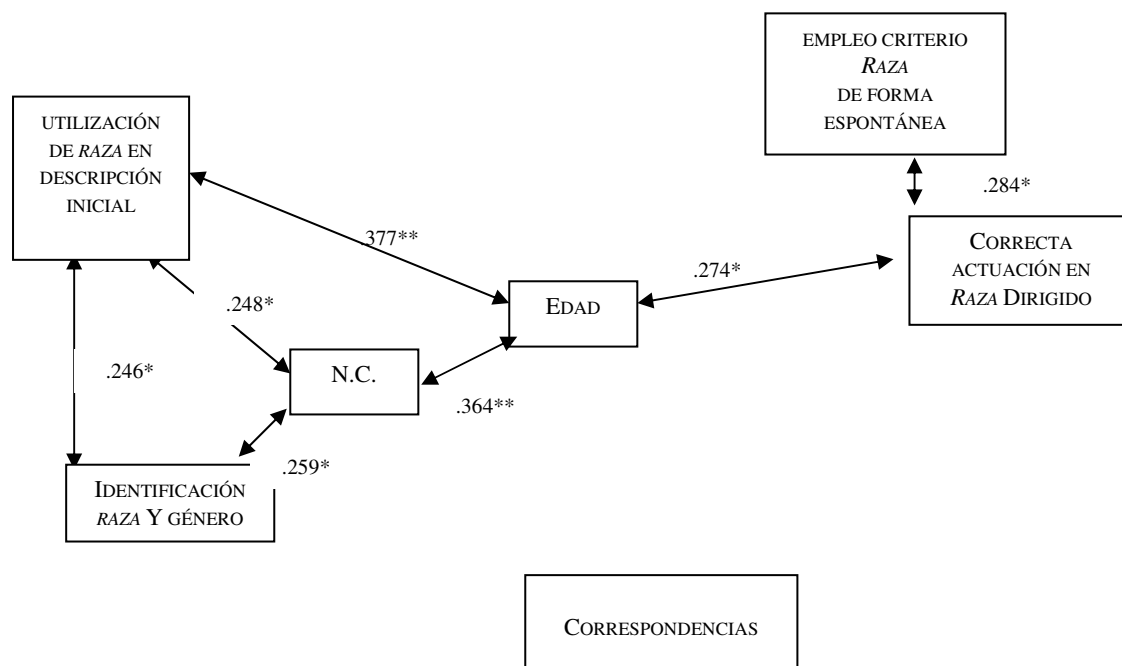 EMPLEO CRITERIO
RAZA
DE FORMA
ESPONTÁNEA
UTILIZACIÓN
DE RAZA EN
DESCRIPCIÓN
INICIAL
.284*
.377**
CORRECTA
ACTUACIÓN EN
RAZA DIRIGIDO
.274*
EDAD
.248*
.246*
N.C.
.364**
.259*
IDENTIFICACIÓN
RAZA Y GÉNERO
CORRESPONDENCIAS